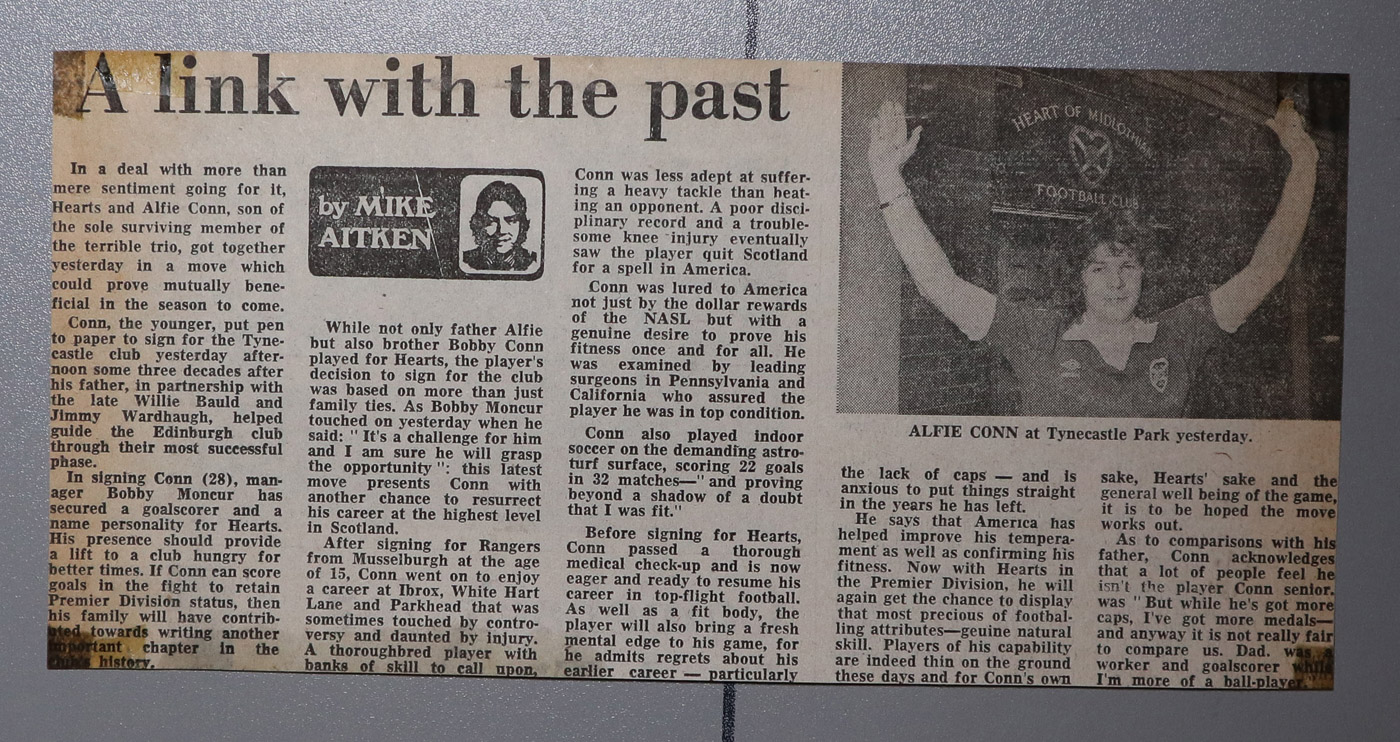 A link with the past
In a deal with more than
mere sentiment going for it,
Hearts and Alfie Conn, son of
the sole surviving member of
the terrible trio, got together
yesterday in a move which
could prove mutually bene-
ficial in the season to come.
Conn, the younger, put pen
to paper to sign for the Tyne-
castle club yesterday after-
noon some three decades after
his father, in partnership with
the late Willie Bauld and
Jimmy Wardhaugh, helped
guide the Edinburgh club
through their most successful
phase.
In signing Conn (28), man-
ager Bobby Moncur has
secured a goalscorer and a
name personality for Hearts.
His presence should provide
a lift to a club hungry for
better times. If Conn can score
goals in the fight to retain
Premier Division status, then
his family will have contrib-
uted towards writing another
important chapter in the
club's history.
by MIKE
AITKEN
While not only father Alfie
but also brother Bobby Conn
played for Hearts, the player's
decision to sign for the club
was based on more than just
family ties. As Bobby Moncur
touched on yesterday when he
said: "It's a challenge for him
and I am sure he will grasp
the opportunity": this latest
move presents Conn with
another chance to resurrect
his career at the highest level
in Scotland.
After signing for Rangers
from Musselburgh at the age
of 15, Conn went on to enjoy
a career at Ibrox, White Hart
Lane and Parkhead that was
sometimes touched by contro-
versy and daunted by injury.
A thoroughbred player with
banks of skill to call upon,
Conn was less adept at suffer-
ing a heavy tackle than beat-
ing an opponent. A poor disci-
plinary record and a trouble-
some knee injury eventually
saw the player quit Scotland
for a spell in America.
Conn was lured to America
not just by the dollar rewards
of the NASL but with a
genuine desire to prove his
fitness once and for all. He
was examined by leading
surgeons in Pennsylvania and
California who assured the
player he was in top condition.
Conn also played indoor
soccer on the demanding astro-
turf surface, scoring 22 goals
in 32 matches—"and proving
beyond a shadow of a doubt
that I was fit."
Before signing for Hearts,
Conn passed a thorough
medical check-up and is now
eager and ready to resume his
career in top-flight football.
As well as a fit body, the
player will also bring a fresh
mental edge to his game, for
he admits regrets about his
earlier career — particularly
HEART OF MIDLOTHIAN
FOOTBALL CLUB
ALFIE CONN at Tynecastle Park yesterday.
the lack of caps — and is
anxious to put things straight
in the years he has left.
He says that America has
helped improve his tempera-
ment as well as confirming his
fitness. Now with Hearts in
the Premier Division, he will
again get the chance to display
that most precious of footbal-
ling attributes—geuine natural
skill. Players of his capability
are indeed thin on the ground
these days and for Conn's own
sake, Hearts' sake and the
general well being of the game,
it is to be hoped the move
works out.
As to comparisons with his
father, Conn acknowledges
that a lot of people feel he
isn't the player Conn senior.
was "But while he's got more
caps, I've got more medals—
and anyway it is not really fair
to compare us. Dad. was a
worker and goalscorer while
I'm more of a ball-player."